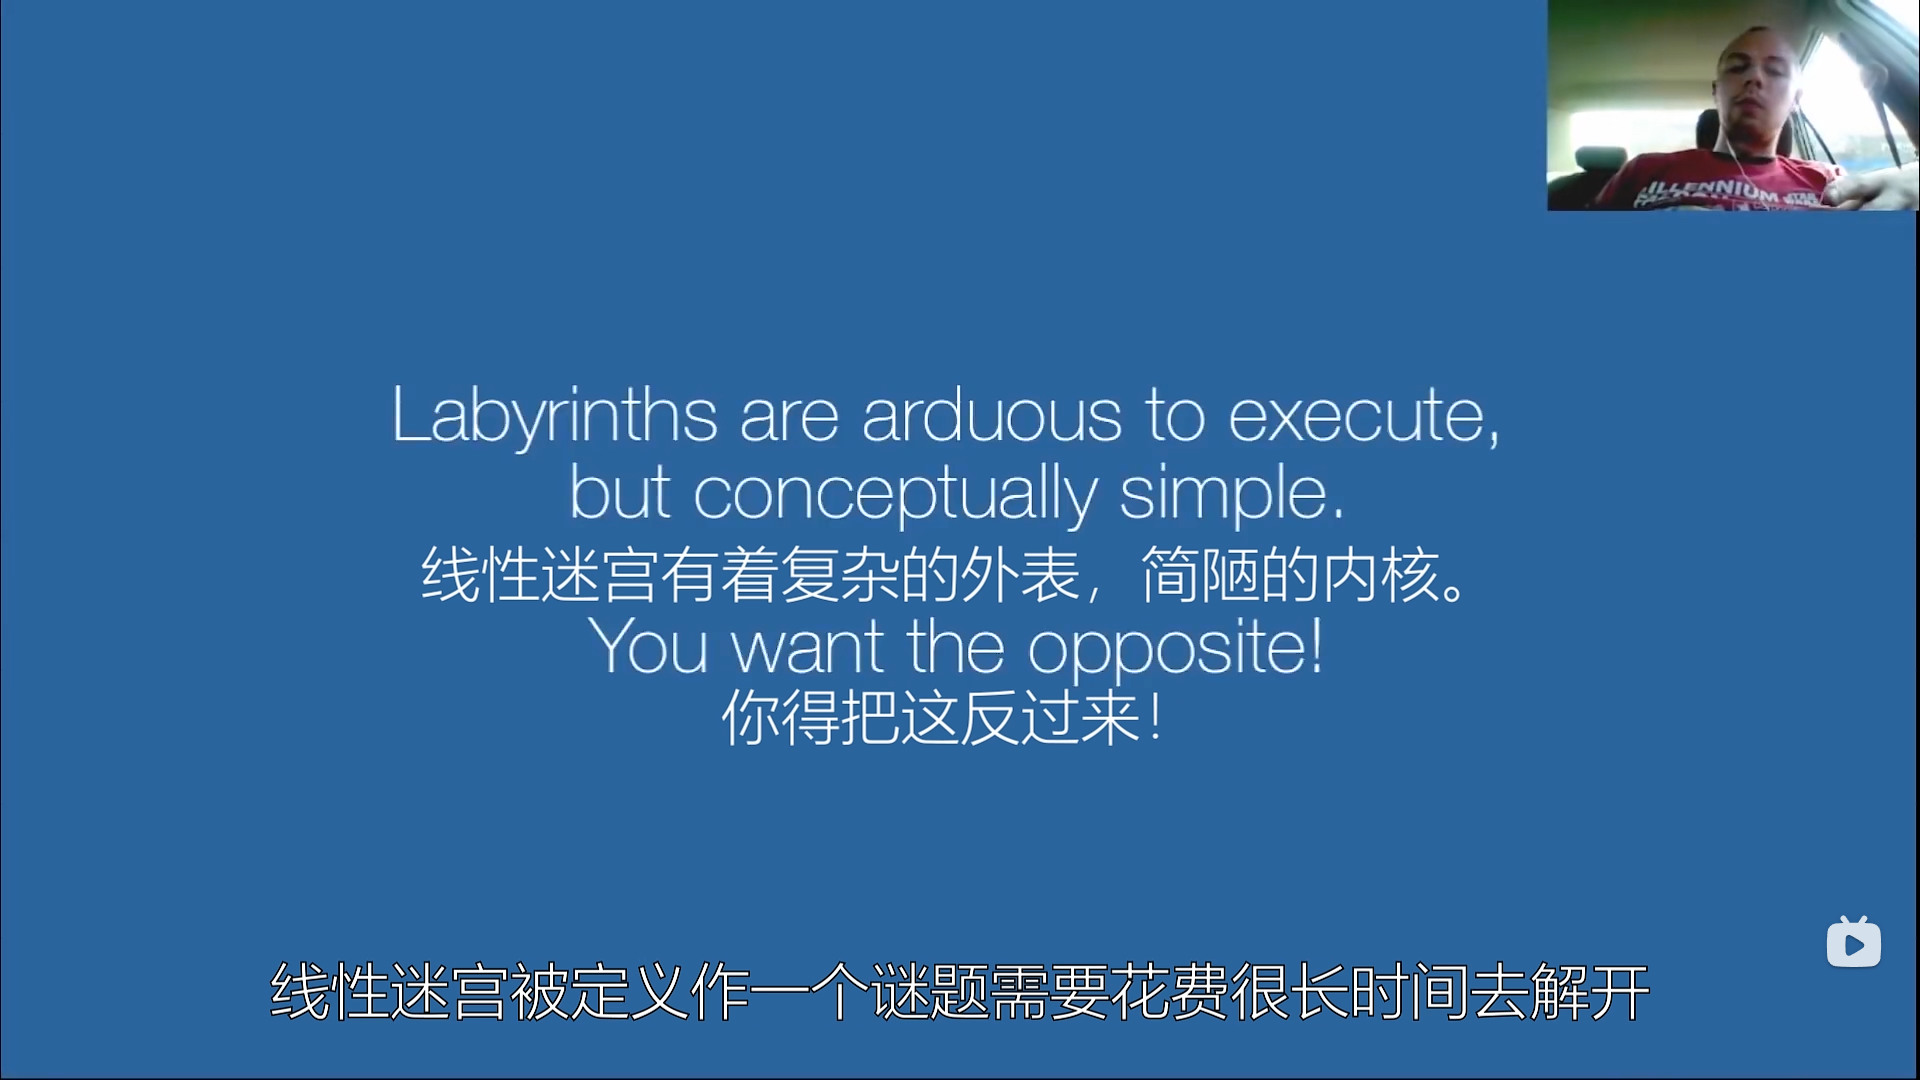 ILLENNIUM
STAR
WARS
Labyrinths are arduous to execute,
but conceptually simple.
线性迷宫有着复杂的外表，简陋的内核。
You want the opposite!
你得把这反过来！
线性迷宫被定义作一个谜题需要花费很长时间去解开